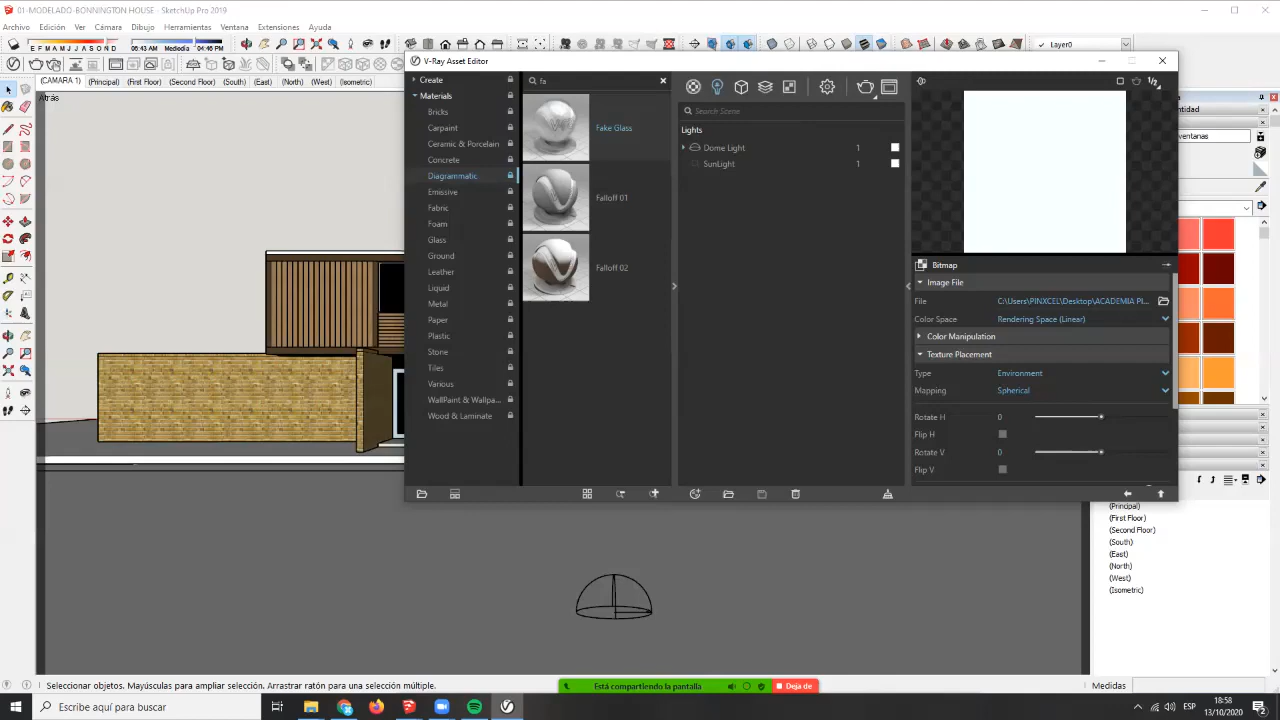 01-MODELADO-BONNINGTON HOUSE - SketchUp Pro 2019
Archivo Edición Ver Cámara Dibujo Herramientas Ventana Extensiones Ayuda
E F M A M J J A S O N D 06:43 AM Mediodía 04:46 PM
Layer0
(CAMARA 1) (Principal) (First Floor) (Second Floor) (South) (East) (North) (West) (Isometric)
Atrás
V-Ray Asset Editor
Create
Materials
Bricks
Carpaint
Ceramic & Porcelain
Concrete
Diagrammatic
Emissive
Fabric
Foam
Glass
Ground
Leather
Liquid
Metal
Paper
Plastic
Stone
Tiles
Various
WallPaint & Wallpa...
Wood & Laminate
fa
Fake Glass
Falloff 01
Falloff 02
Search Scene
Lights
Dome Light 1
SunLight 1
1/2
Bitmap
Image File
File C:\Users\PINXCEL\Desktop\ACADEMIA PI...
Color Space Rendering Space (Linear)
Color Manipulation
Texture Placement
Type Environment
Mapping Spherical
Rotate H 0
Flip H
Rotate V 0
Flip V
entidad
ventanas
(Principal)
(First Floor)
(Second Floor)
(South)
(East)
(North)
(West)
(Isometric)
Seleccionar objetos. Mayúsculas para ampliar selección. Arrastrar ratón para una selección múltiple.
Está compartiendo la pantalla
Deja de
Medidas
Escribe aquí para buscar
ESP
18:58
13/10/2020
2